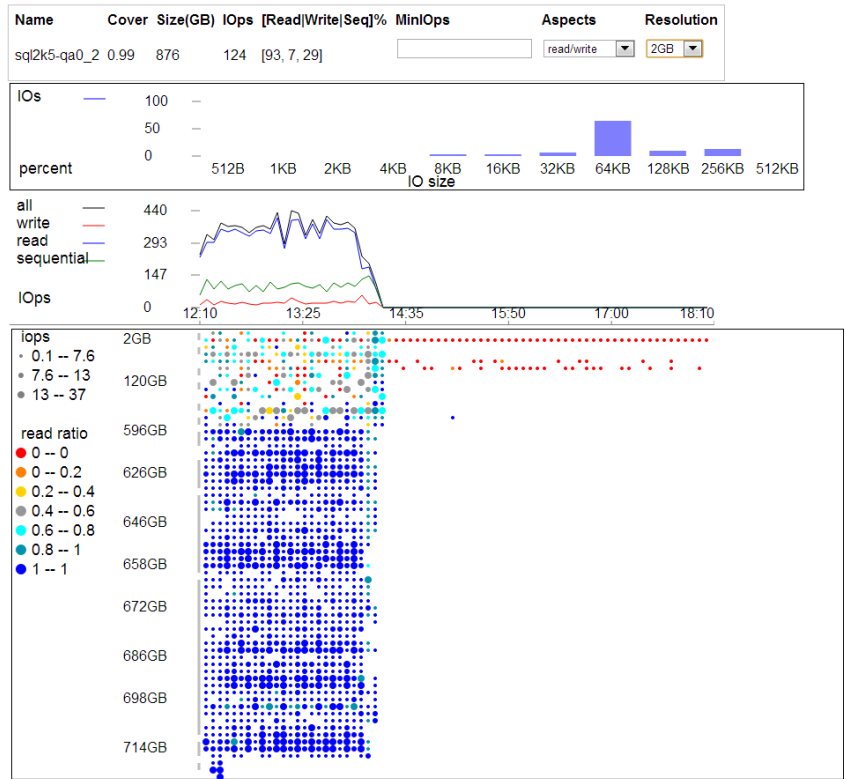 Name Cover Size(GB) IOps [Read|Write|Seq]% MinIOps Aspects Resolution
sql2k5-qa0_2 0.99 876 124 [93, 7, 29] read/write 2GB
IOs 100
50
0
percent 512B 1KB 2KB 4KB 8KB 16KB 32KB 64KB 128KB 256KB 512KB
IO size
all 440
write
read 293
sequential
147
IOps 0
12:10 13:25 14:35 15:50 17:00 18:10
iops 2GB
0.1 -- 7.6
7.6 -- 13 120GB
13 -- 37
596GB
read ratio
0 -- 0
0 -- 0.2 626GB
0.2 -- 0.4
0.4 -- 0.6 646GB
0.6 -- 0.8
0.8 -- 1
1 -- 1 658GB
672GB
686GB
698GB
714GB